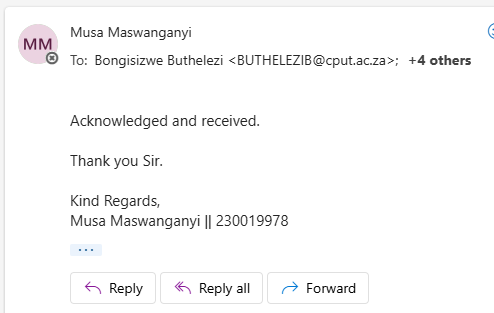 MM
Musa Maswanganyi
To: Bongisizwe Buthelezi <BUTHELEZIB@cput.ac.za>; +4 others
Acknowledged and received.
Thank you Sir.
Kind Regards,
Musa Maswanganyi || 230019978
...
Reply
Reply all
Forward